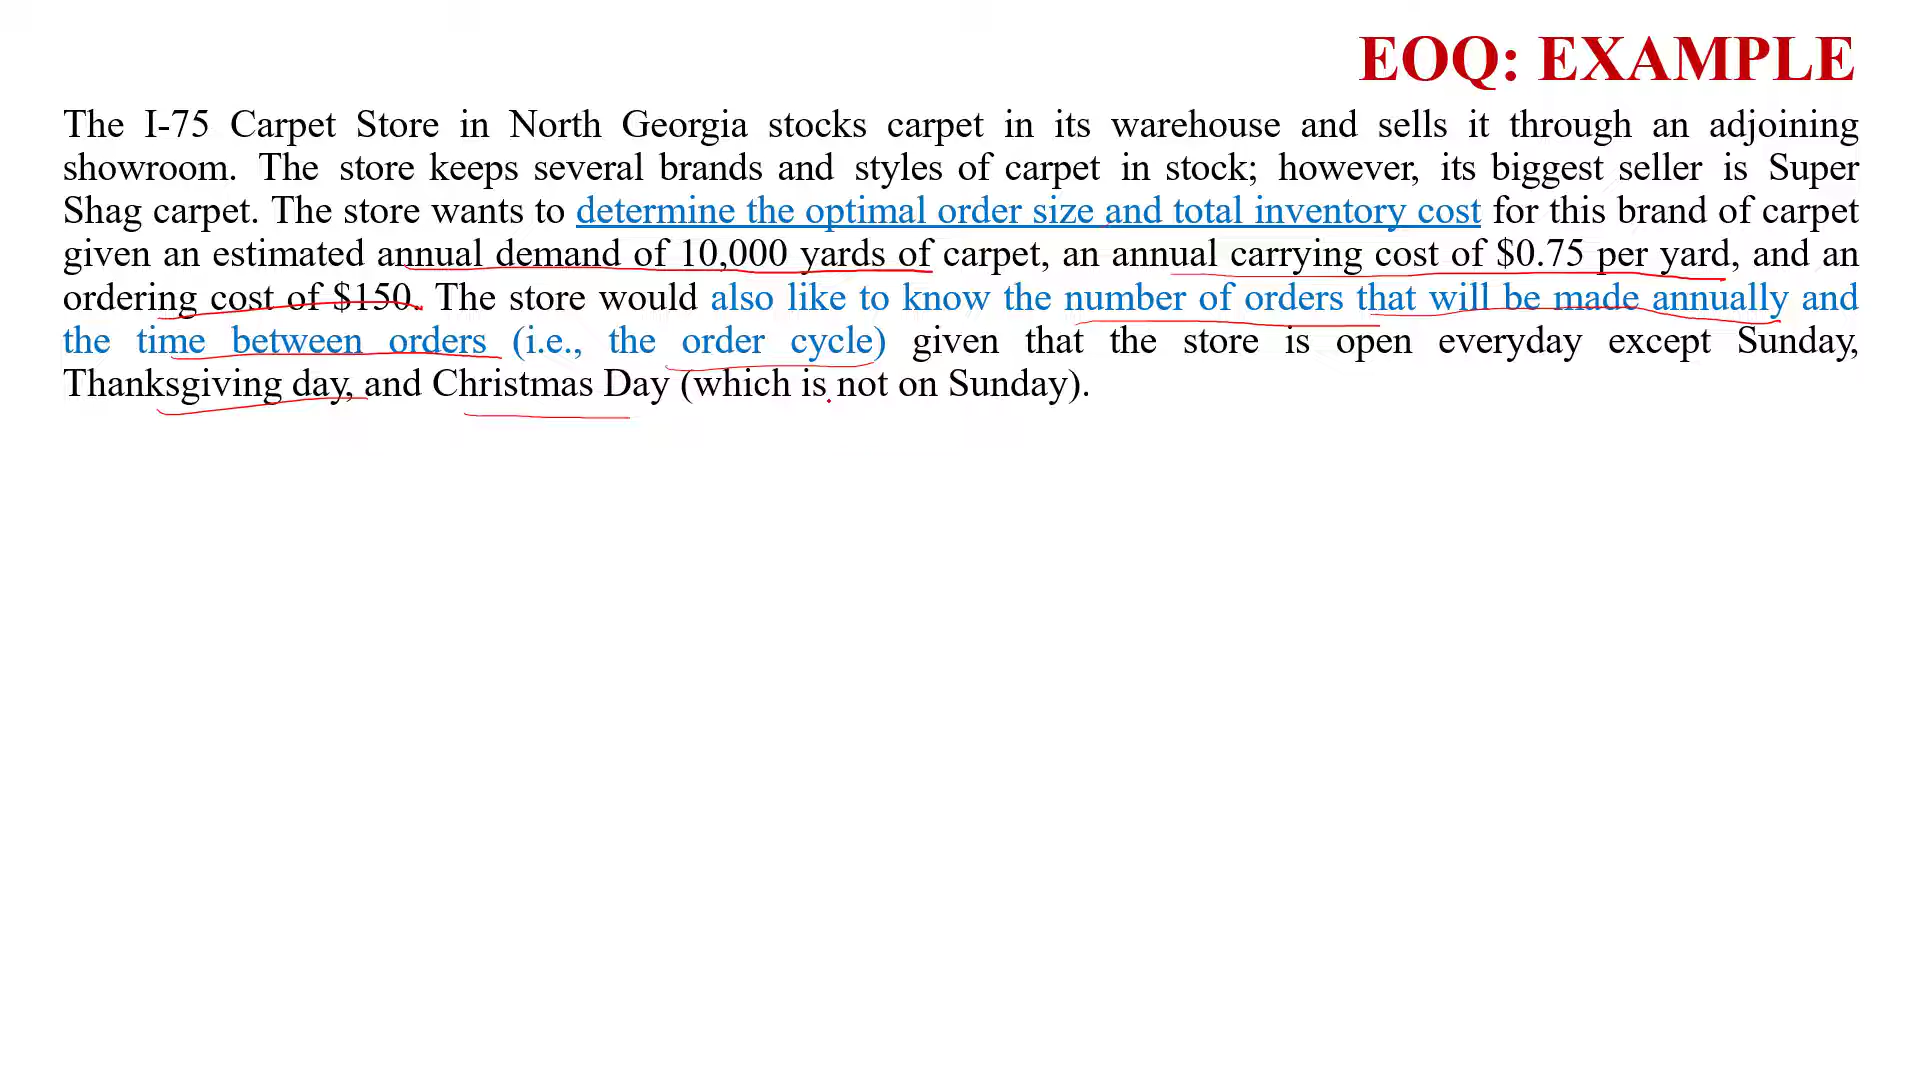 EOQ: EXAMPLE
The I-75 Carpet Store in North Georgia stocks carpet in its warehouse and sells it through an adjoining
showroom. The store keeps several brands and styles of carpet in stock; however, its biggest seller is Super
Shag carpet. The store wants to determine the optimal order size and total inventory cost for this brand of carpet
given an estimated annual demand of 10,000 yards of carpet, an annual carrying cost of $0.75 per yard, and an
ordering cost of $150. The store would also like to know the number of orders that will be made annually and
the time between orders (i.e., the order cycle) given that the store is open everyday except Sunday,
Thanksgiving day, and Christmas Day (which is not on Sunday).